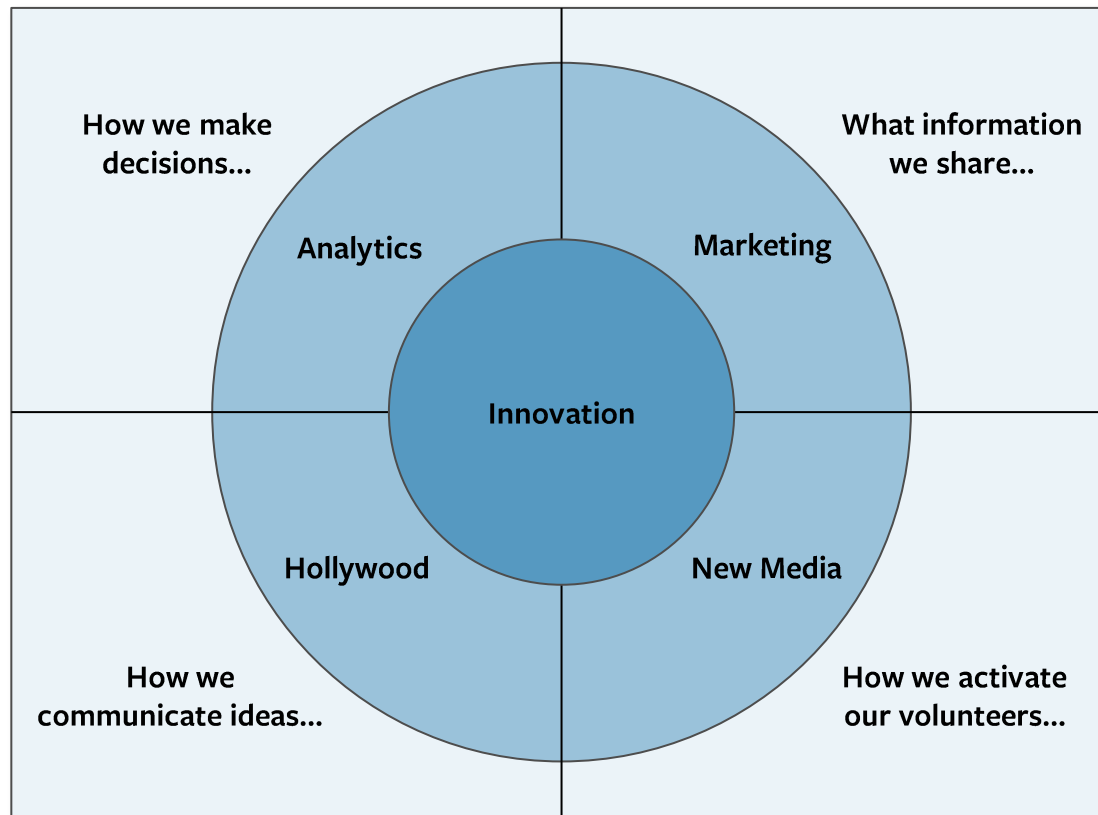 How we make
decisions...
What information
we share...
Analytics
Marketing
Innovation
Hollywood
New Media
How we
communicate ideas...
How we activate
our volunteers...